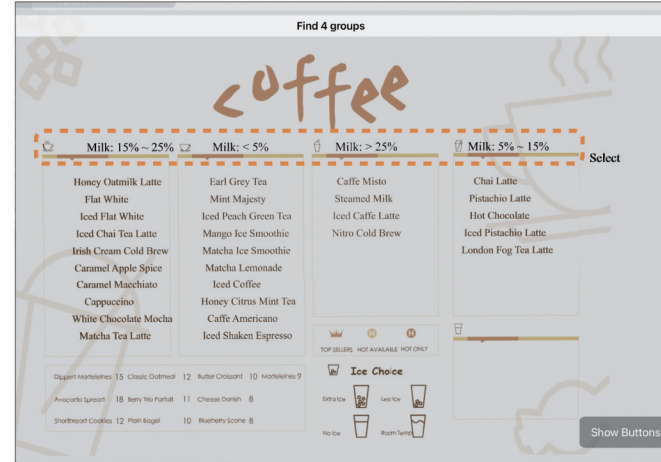 Find 4 groups
coffee
Milk: 15% ~ 25%
Honey Oatmilk Latte
Flat White
Iced Flat White
Iced Chai Tea Latte
Irish Cream Cold Brew
Caramel Apple Spice
Caramel Macchiato
Cappuccino
White Chocolate Mocha
Matcha Tea Latte
Milk: < 5%
Earl Grey Tea
Mint Majesty
Iced Peach Green Tea
Mango Ice Smoothie
Matcha Ice Smoothie
Matcha Lemonade
Iced Coffee
Honey Citrus Mint Tea
Caffe Americano
Iced Shaken Espresso
Milk: > 25%
Caffe Misto
Steamed Milk
Iced Caffe Latte
Nitro Cold Brew
Milk: 5% ~ 15%
Chai Latte
Pistachio Latte
Hot Chocolate
Iced Pistachio Latte
London Fog Tea Latte
Select
TOP SELLERS HOT AVAILABLE HOT ONLY
Dippert Marteleines 15 Classic Oatmeal 12 Butter Croissant 10 Marteleines 9
Avocado Spreart 18 Berry Trio Parfait 11 Cheese Danish 8
Shorthreart Cookies 12 Plain Bagel 10 Blueberry Scone 8
Ice Choice
Extra Ice
Less Ice
No Ice
Room Temp
Show Buttons